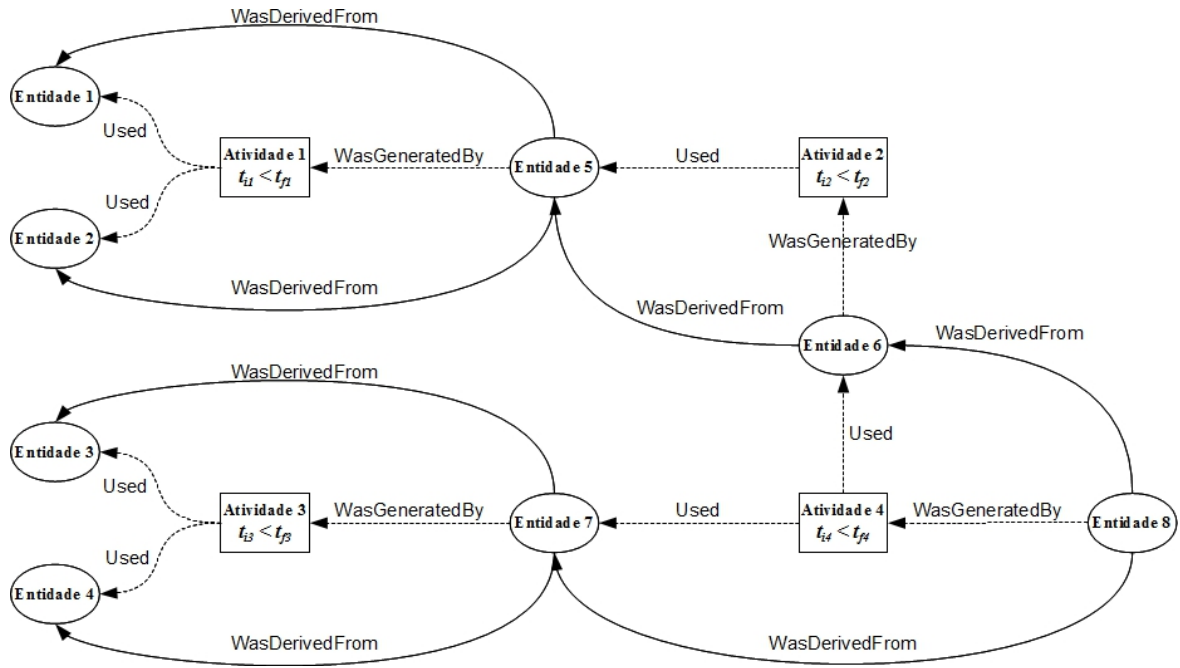 WasDerivedFrom
Entidade 1
Used
Atividade 1
ti1 < tf1
WasGeneratedBy
Entidade 5
Used
Atividade 2
ti2 < tf2
Used
Entidade 2
WasGeneratedBy
WasDerivedFrom
WasDerivedFrom
Entidade 6
WasDerivedFrom
WasDerivedFrom
Entidade 3
Used
Used
Atividade 3
ti3 < tf3
WasGeneratedBy
Entidade 7
Used
Atividade 4
ti4 < tf4
WasGeneratedBy
Entidade 8
Used
Entidade 4
WasDerivedFrom
WasDerivedFrom